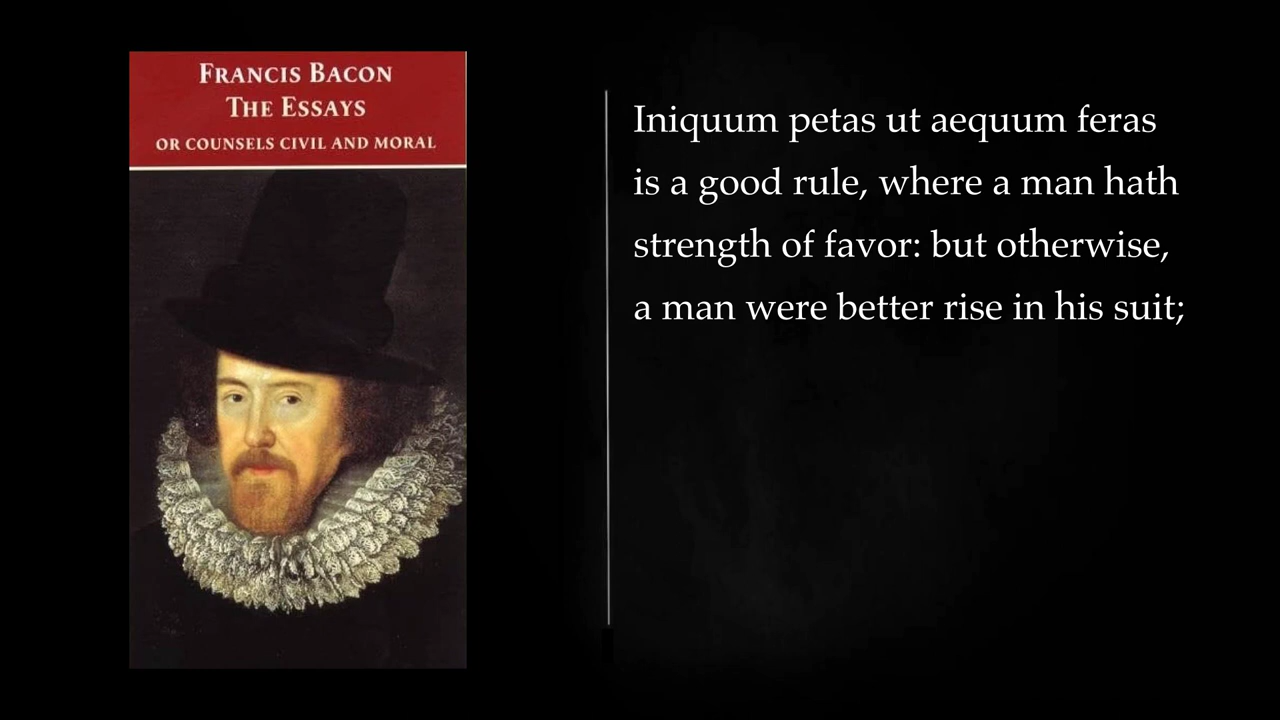 FRANCIS BACON
THE ESSAYS
OR COUNSELS CIVIL AND MORAL
Iniquum petas ut aequum feras
is a good rule, where a man hath
strength of favor: but otherwise,
a man were better rise in his suit;